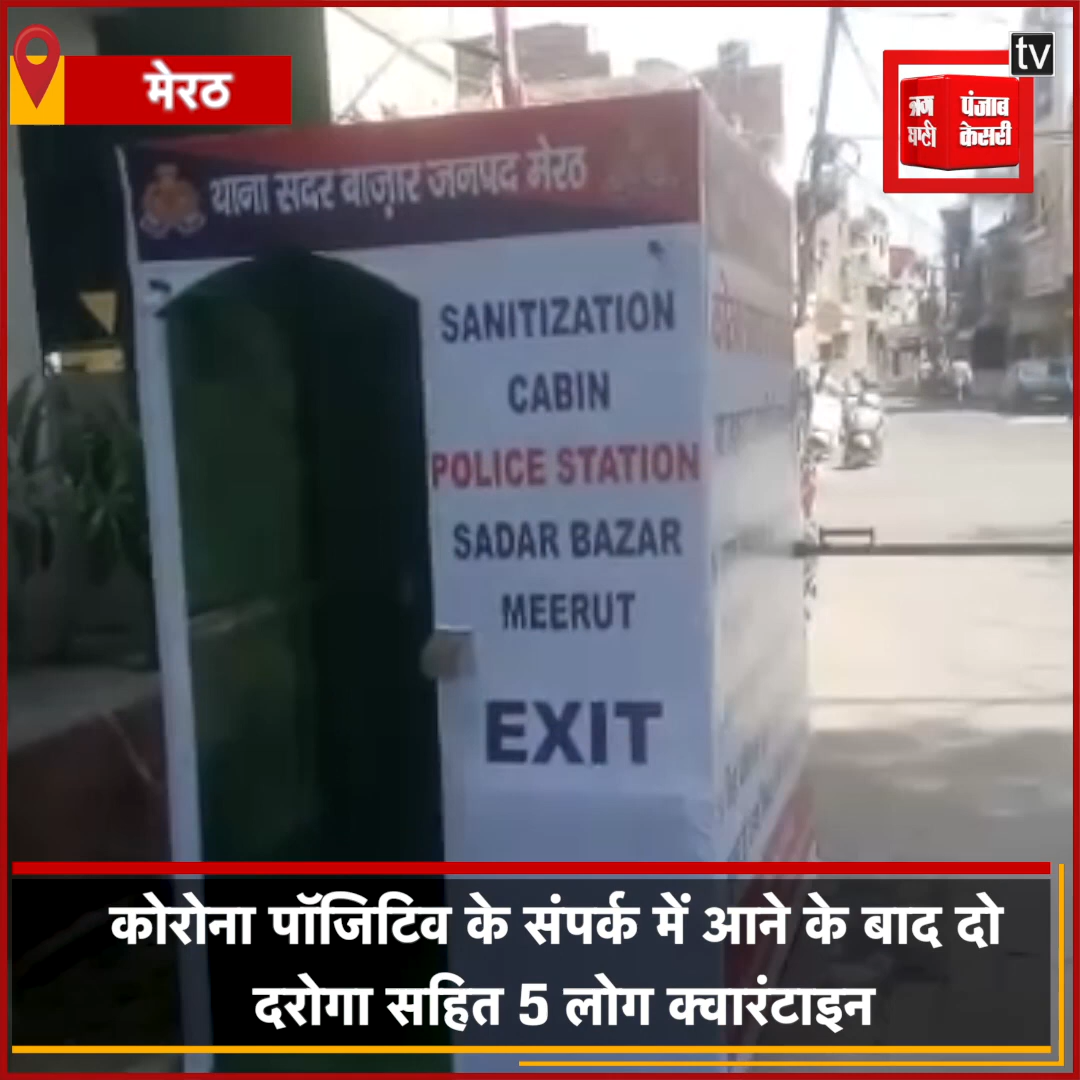 मेरठ
tv
पंजाब
केसरी
थाना सदर बाज़ार जनपद मेरठ
SANITIZATION
CABIN
POLICE STATION
SADAR BAZAR
MEERUT
EXIT
कोरोना पॉजिटिव के संपर्क में आने के बाद दो
दरोगा सहित 5 लोग क्वारंटाइन